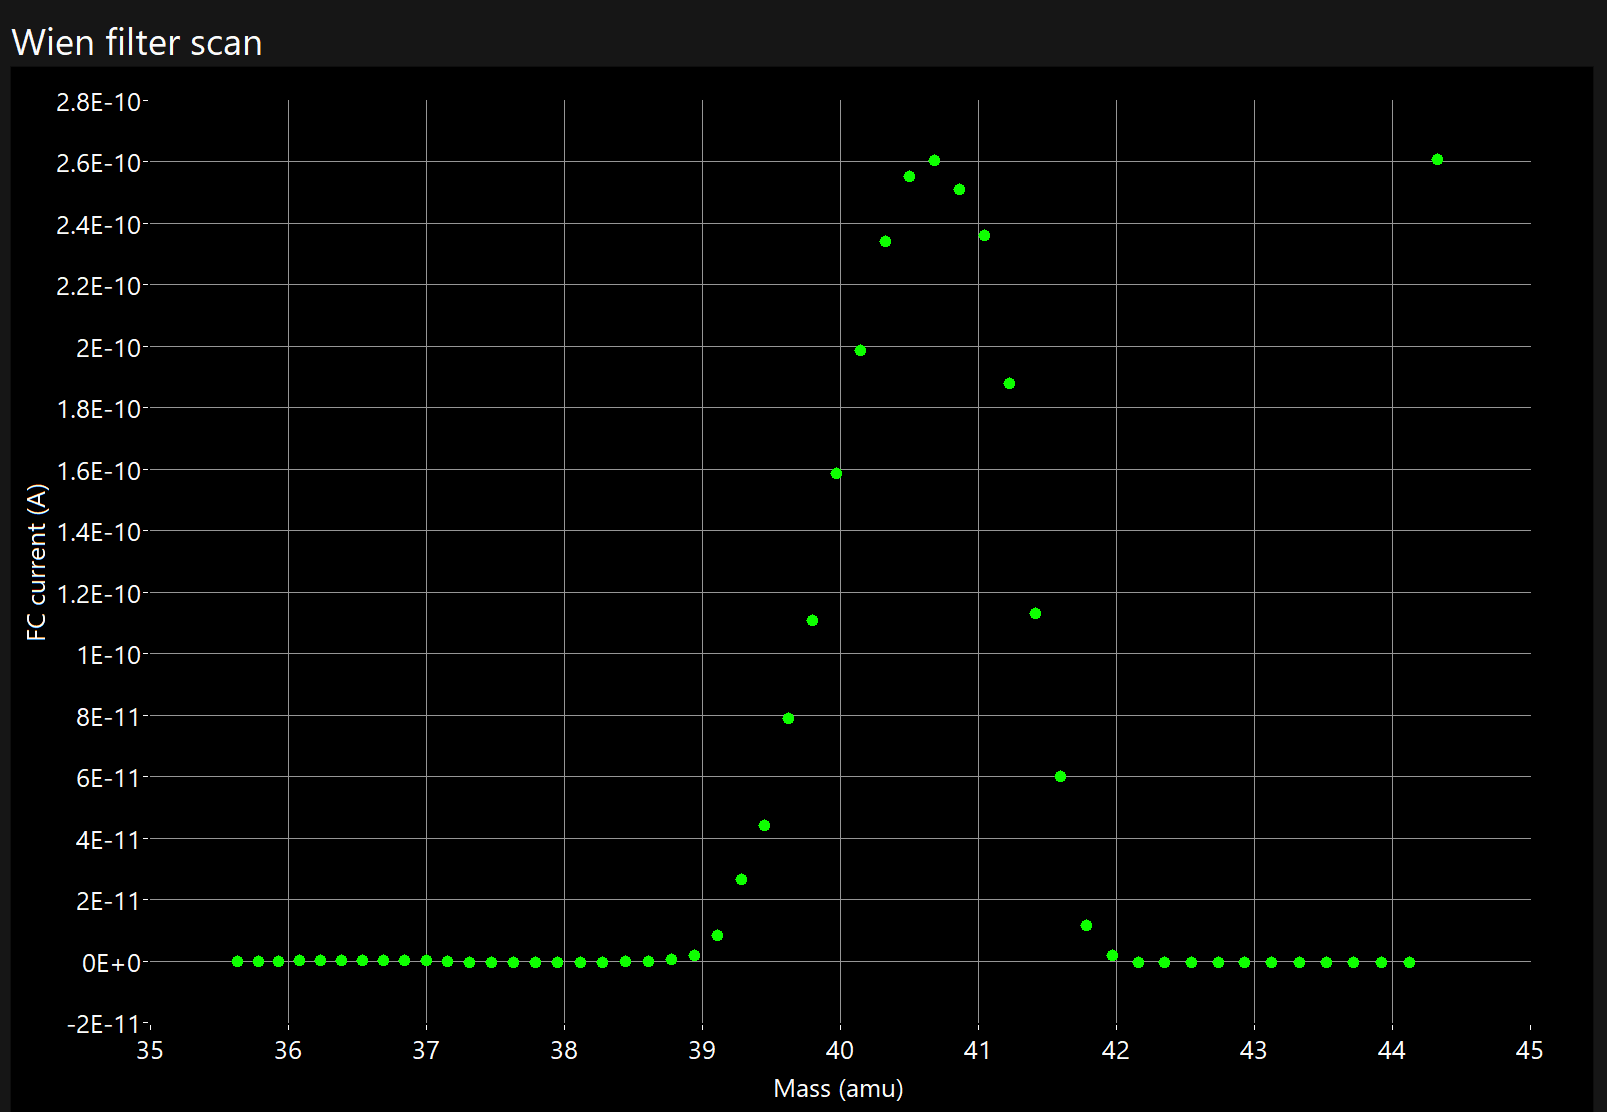 Wien filter scan
2.8E-10
2.6E-10
2.4E-10
2.2E-10
2E-10
1.8E-10
1.6E-10
1.4E-10
1.2E-10
1E-10
8E-11
6E-11
4E-11
2E-11
0E+0
-2E-11
FC current (A)
35 36 37 38 39 40 41 42 43 44 45
Mass (amu)